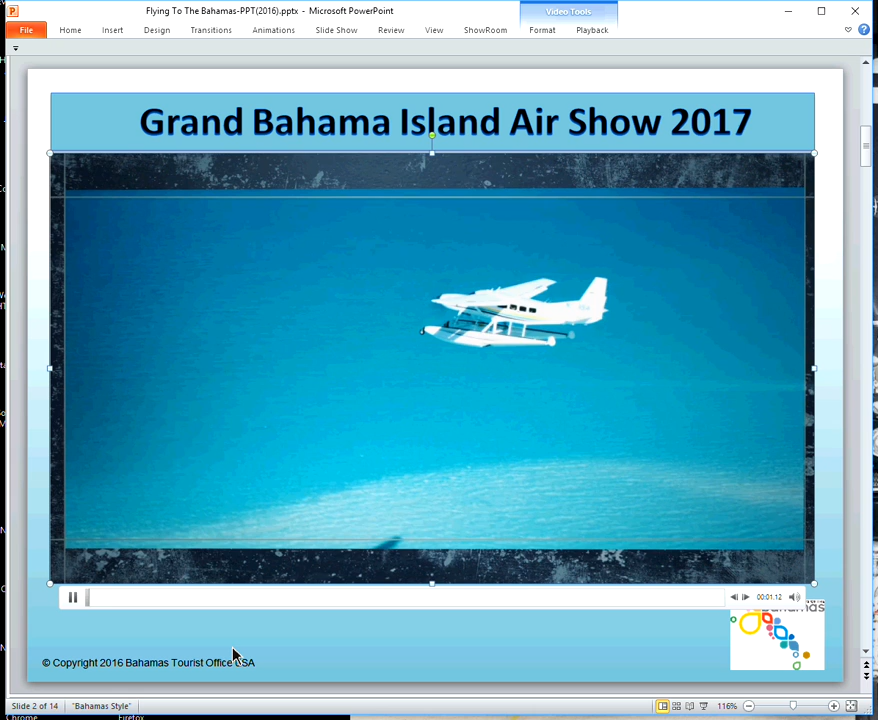 Flying To The Bahamas-PPT(2016).pptx - Microsoft PowerPoint
Video Tools
File Home Insert Design Transitions Animations Slide Show Review View ShowRoom Format Playback
Grand Bahama Island Air Show 2017
00:01.12
Bahamas
© Copyright 2016 Bahamas Tourist Office USA
Slide 2 of 14 "Bahamas Style" 116%
Chrome Firefox